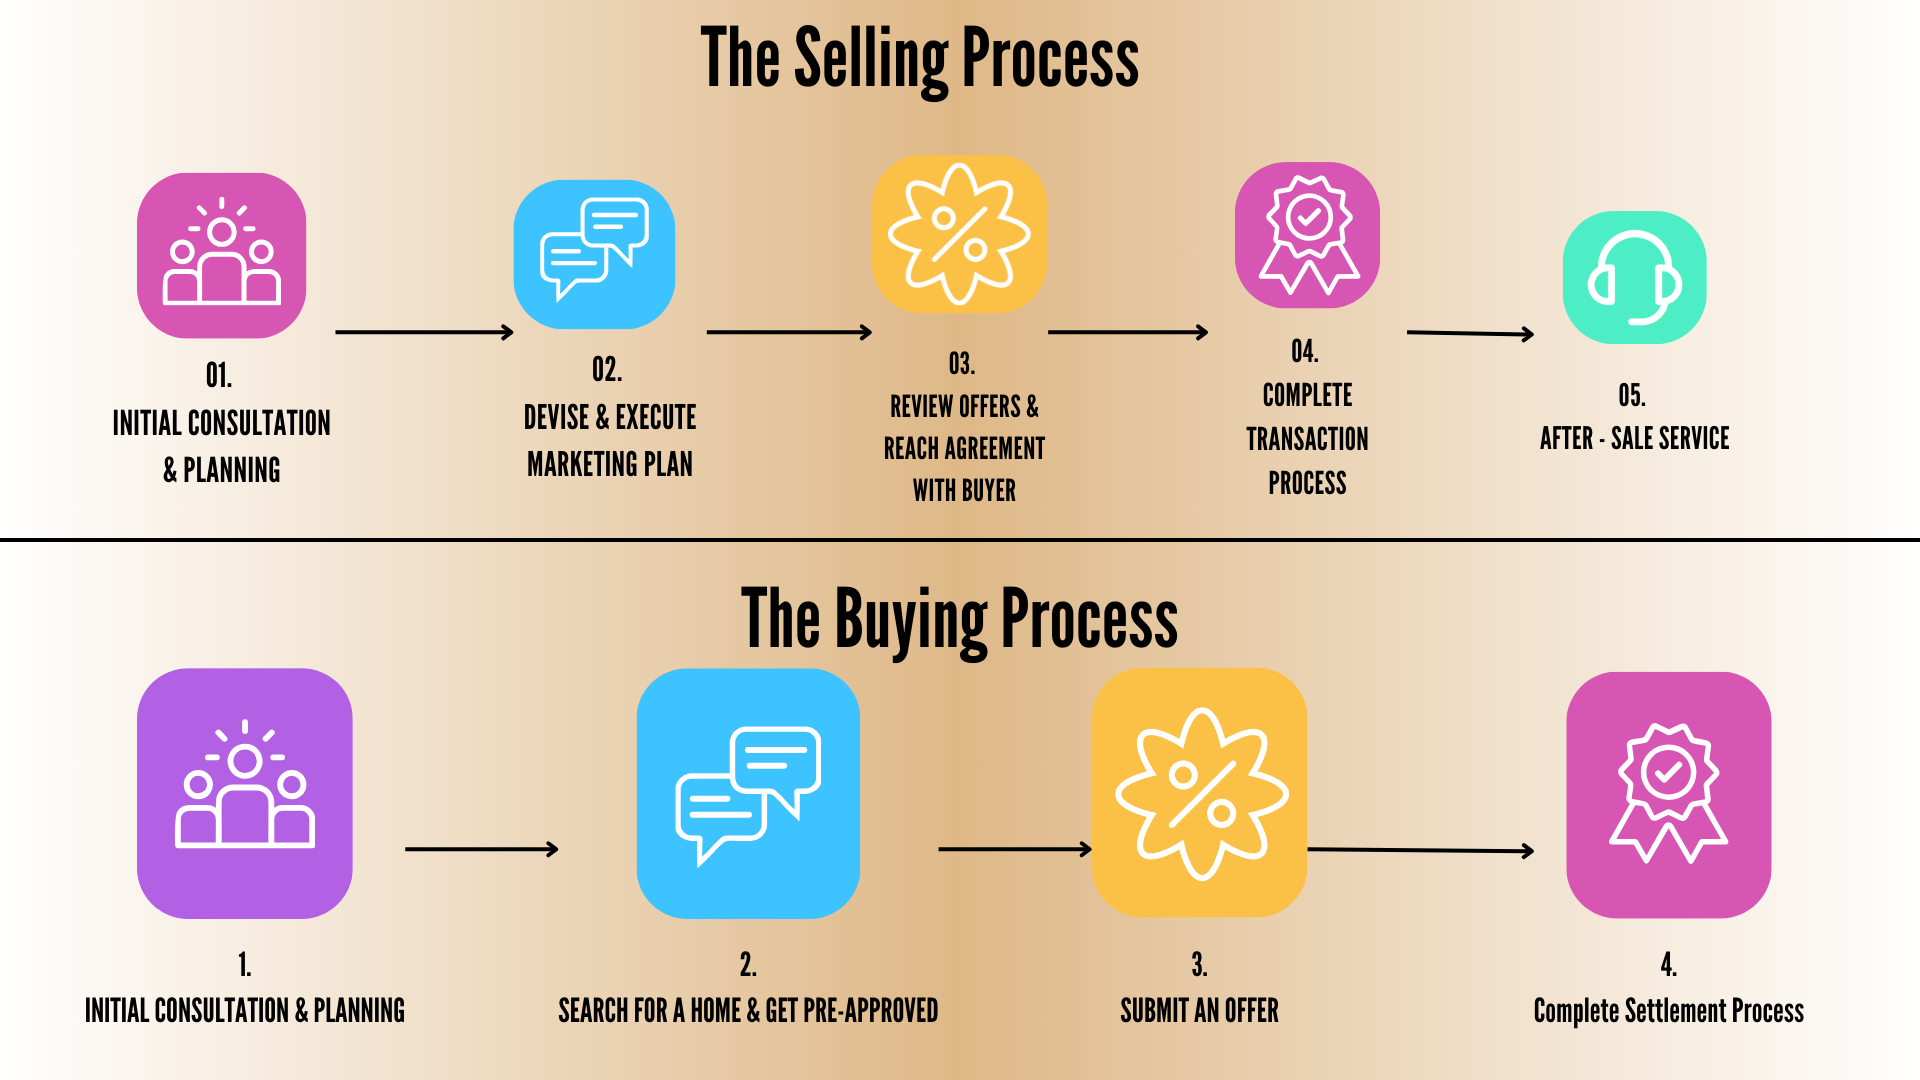 The Selling Process
01.
INITIAL CONSULTATION
& PLANNING
02.
DEVISE & EXECUTE
MARKETING PLAN
03.
REVIEW OFFERS &
REACH AGREEMENT
WITH BUYER
04.
COMPLETE
TRANSACTION
PROCESS
05.
AFTER - SALE SERVICE
The Buying Process
1.
INITIAL CONSULTATION & PLANNING
2.
SEARCH FOR A HOME & GET PRE-APPROVED
3.
SUBMIT AN OFFER
4.
Complete Settlement Process